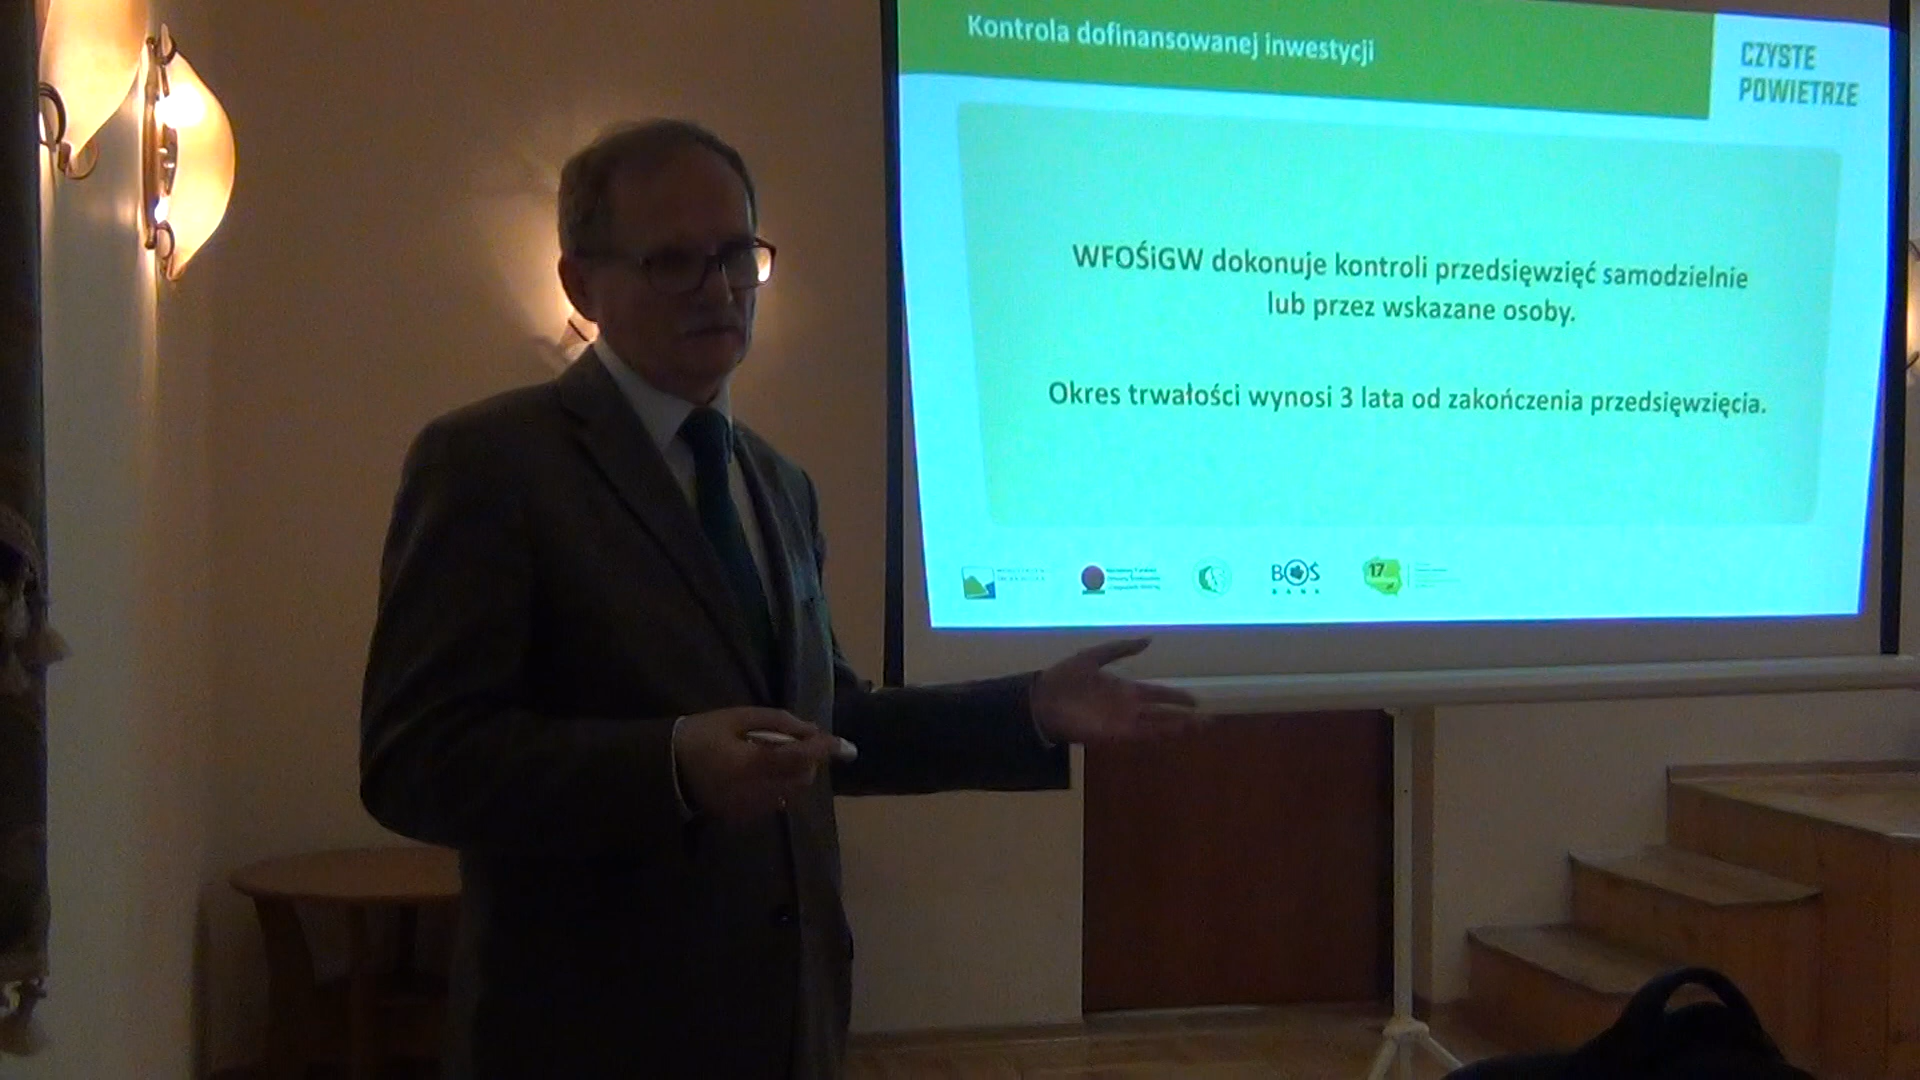 Kontrola dofinansowanej inwestycji
CZYSTE
POWIETRZE
WFOŚiGW dokonuje kontroli przedsięwzięć samodzielnie
lub przez wskazane osoby.
Okres trwałości wynosi 3 lata od zakończenia przedsięwzięcia.
BOŚ
BANK
17